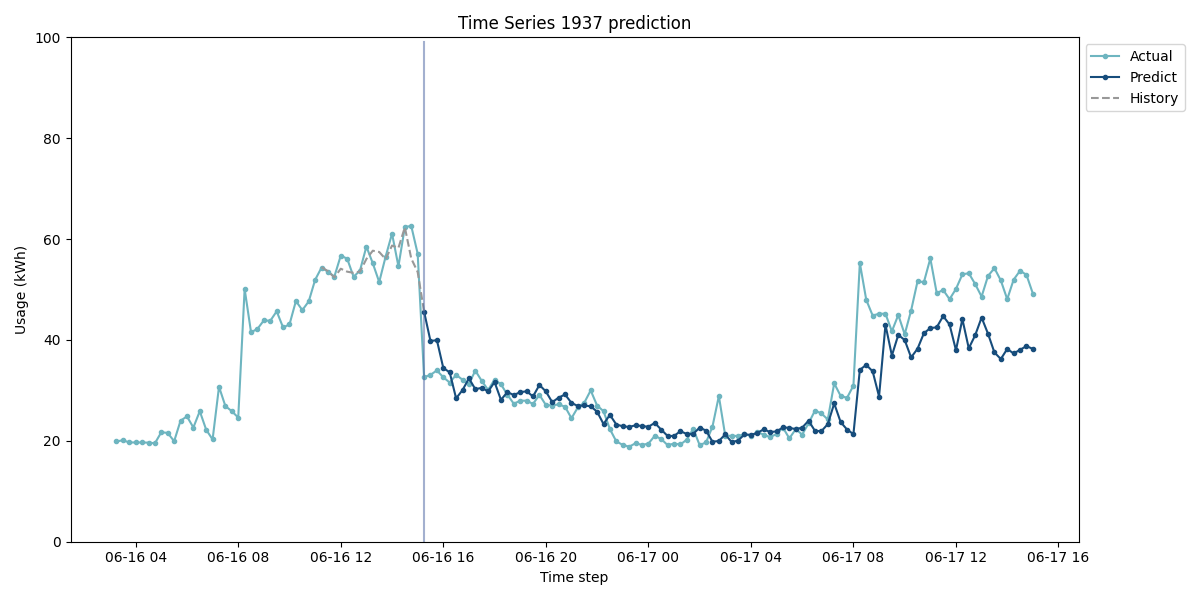 Time Series 1937 prediction
Usage (kWh)
100
80
60
40
20
0
06-16 04
06-16 08
06-16 12
06-16 16
06-16 20
06-17 00
06-17 04
06-17 08
06-17 12
06-17 16
Time step
Actual
Predict
History